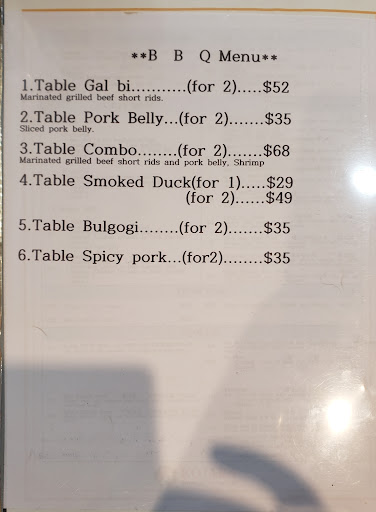 **B B Q Menu**
1.Table Gal bi...........(for 2).....$52
Marinated grilled beef short rids.
2.Table Pork Belly...(for 2).......$35
Sliced pork belly.
3.Table Combo........(for 2).......$68
Marinated grilled beef short rids and pork belly, Shrimp
4.Table Smoked Duck(for 1).....$29
(for 2)......$49
5.Table Bulgogi........(for 2).......$35
6.Table Spicy pork...(for2)........$35